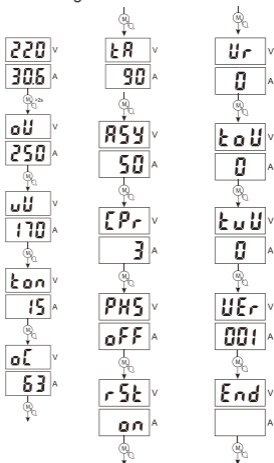 220 V
30.6 A
M
oU V
250 A
M
uU V
170 A
M
ton V
15 A
M
oC V
63 A
M
M
tA V
90 A
M
ASY V
50 A
M
CPr V
3 A
M
PHS V
oFF A
M
rSt V
on A
M
M
Ur V
0 A
M
toU V
0 A
M
tuU V
0 A
M
UEr V
001 A
M
End V
A
M